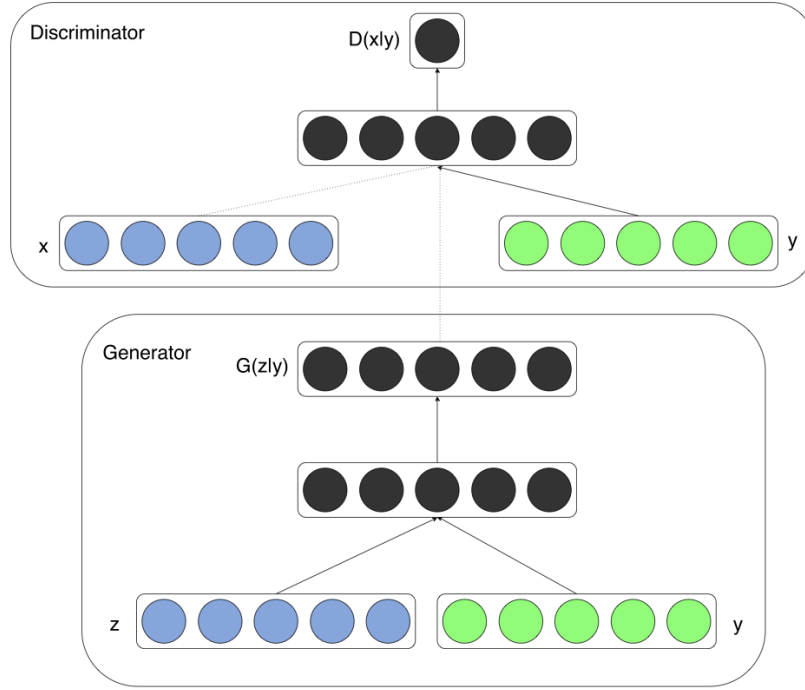 Discriminator
D(x|y)
x
y
Generator
G(z|y)
z
y